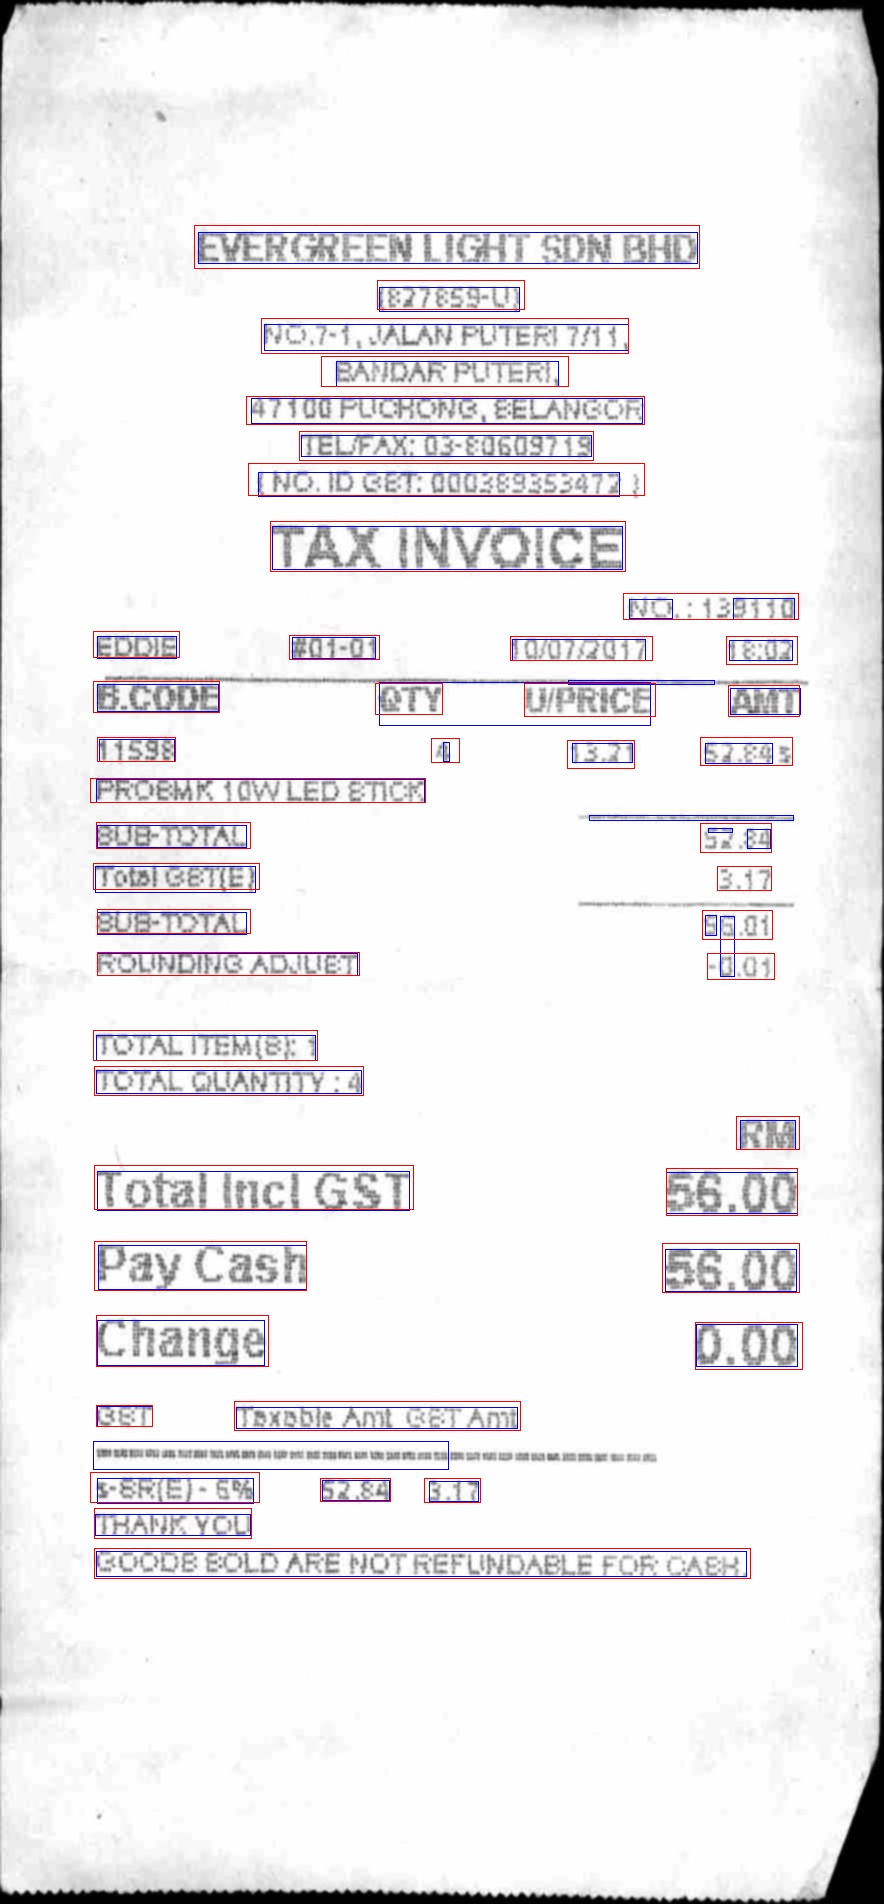 EVERGREEN LIGHT SDN BHD
(827859-U)
NO.7-1, JALAN PUTERI 7/11,
BANDAR PUTERI,
47100 PUCHONG, SELANGOR
TEL/FAX: 03-80609719
( NO. ID GST: 000389353472 )
TAX INVOICE
NO. : 139110
EDDIE #01-01 10/07/2017 18:02
B.CODE QTY U/PRICE AMT
11598 4 13.21 52.84 s
PROEMK 10W LED STICK
SUB-TOTAL 52.84
Total GST(E) 3.17
SUB-TOTAL 56.01
ROUNDING ADJUST -0.01
TOTAL ITEM(S): 1
TOTAL QUANTITY : 4
RM
Total Incl GST 56.00
Pay Cash 56.00
Change 0.00
GST Taxable Amt GST Amt
s-SR(E) - 6% 52.84 3.17
THANK YOU
GOODS SOLD ARE NOT REFUNDABLE FOR CASH.